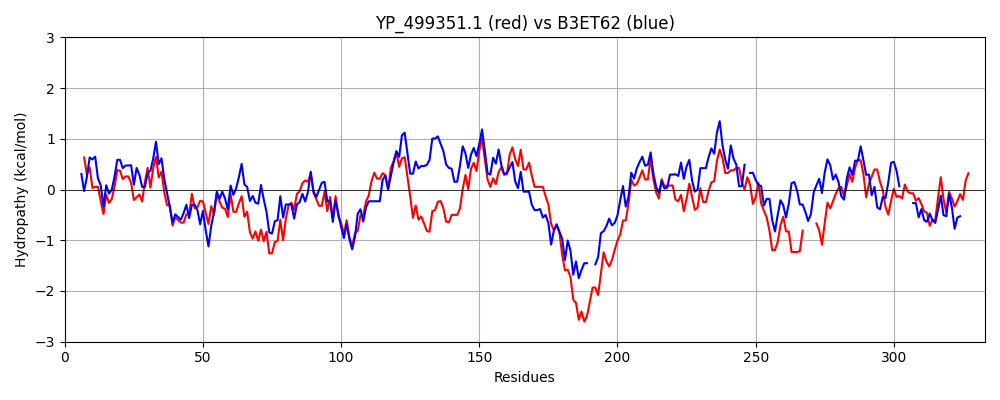 YP_499351.1 (red) vs B3ET62 (blue)
Hydropathy (kcal/mol)
3
2
1
0
−1
−2
−3
0 50 100 150 200 250 300
Residues